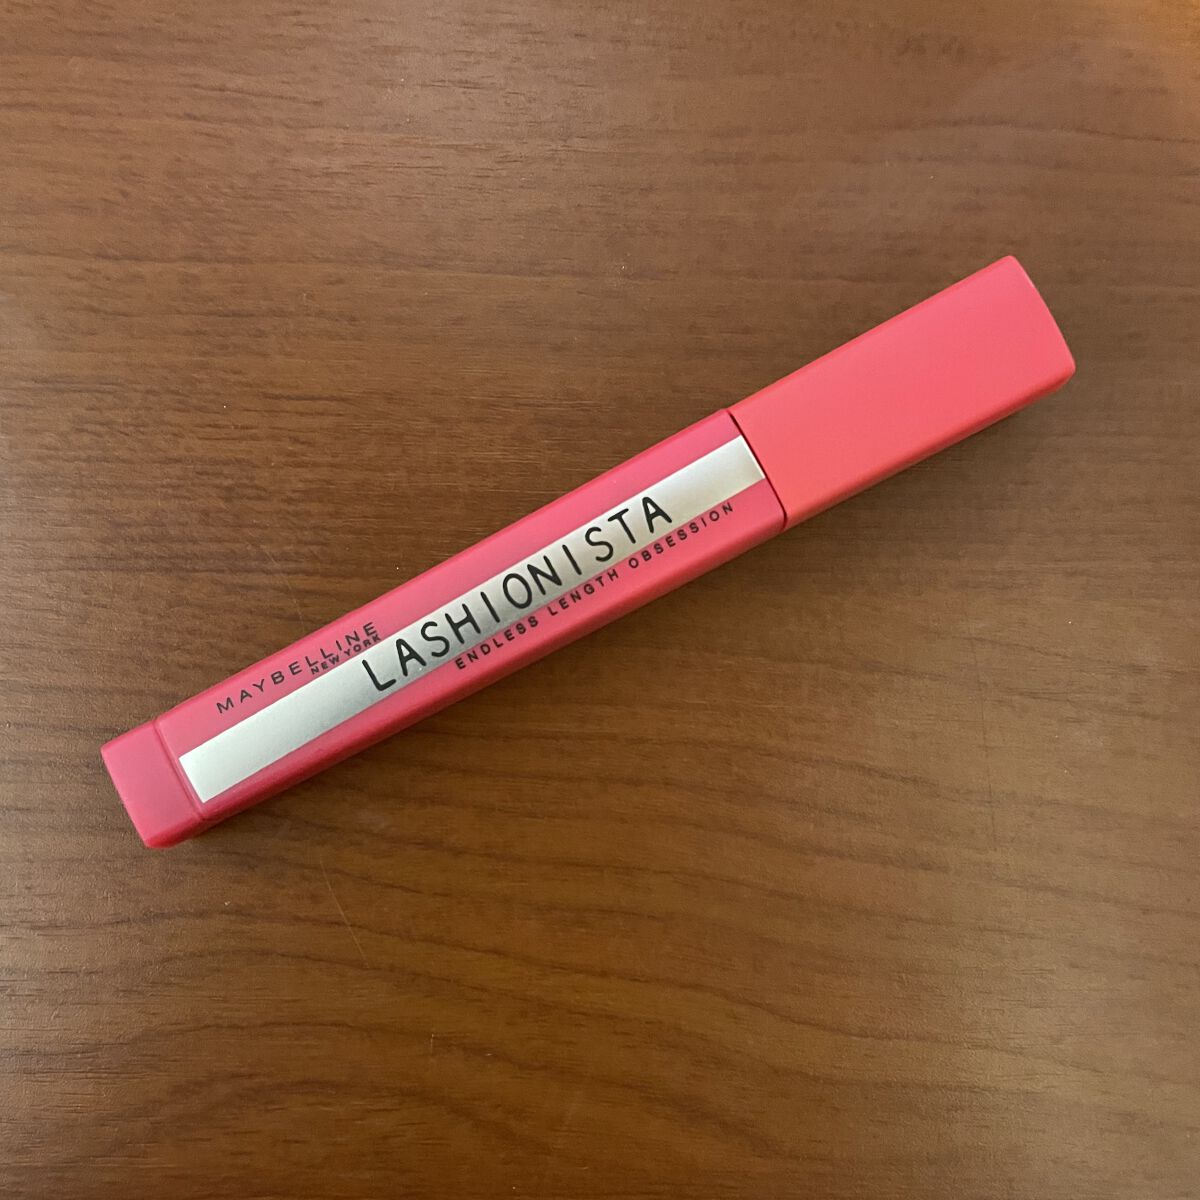 MAYBELLINE
NEW YORK
LASHIONISTA
ENDLESS LENGTH OBSESSION